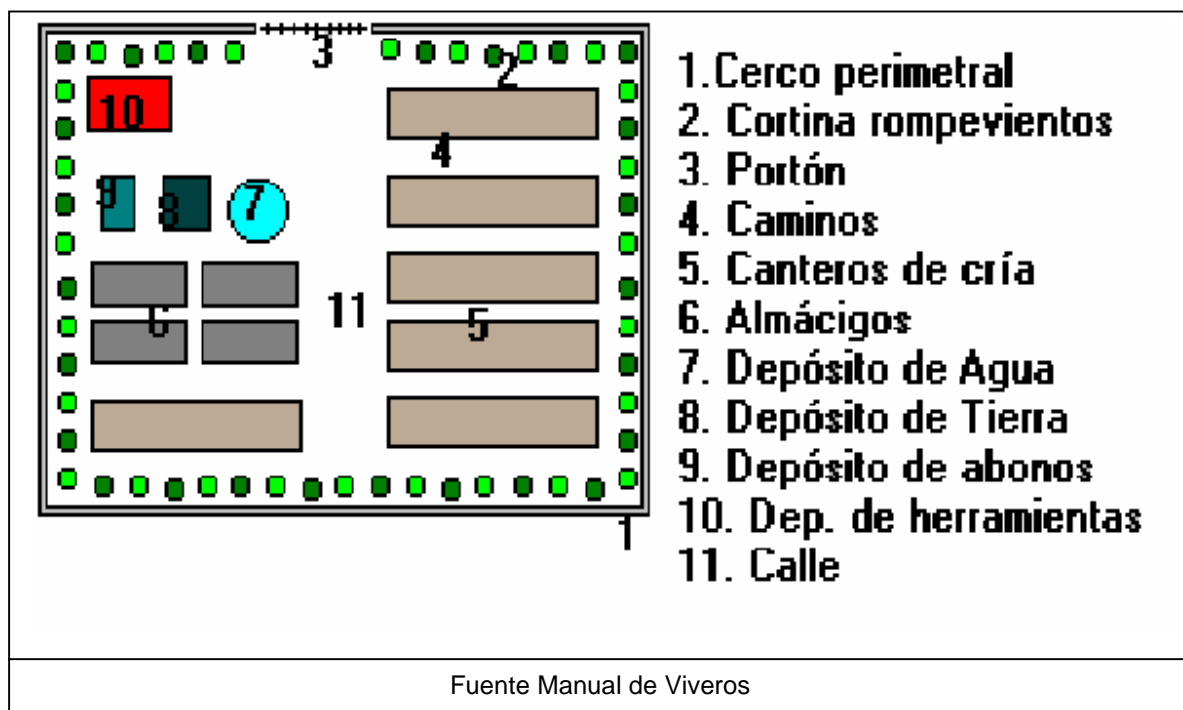 3
2
10
4
9
8
7
11
6
5
1
1.Cerco perimetral
2. Cortina rompevientos
3. Portón
4. Caminos
5. Canteros de cría
6. Almácigos
7. Depósito de Agua
8. Depósito de Tierra
9. Depósito de abonos
10. Dep. de herramientas
11. Calle
Fuente Manual de Viveros